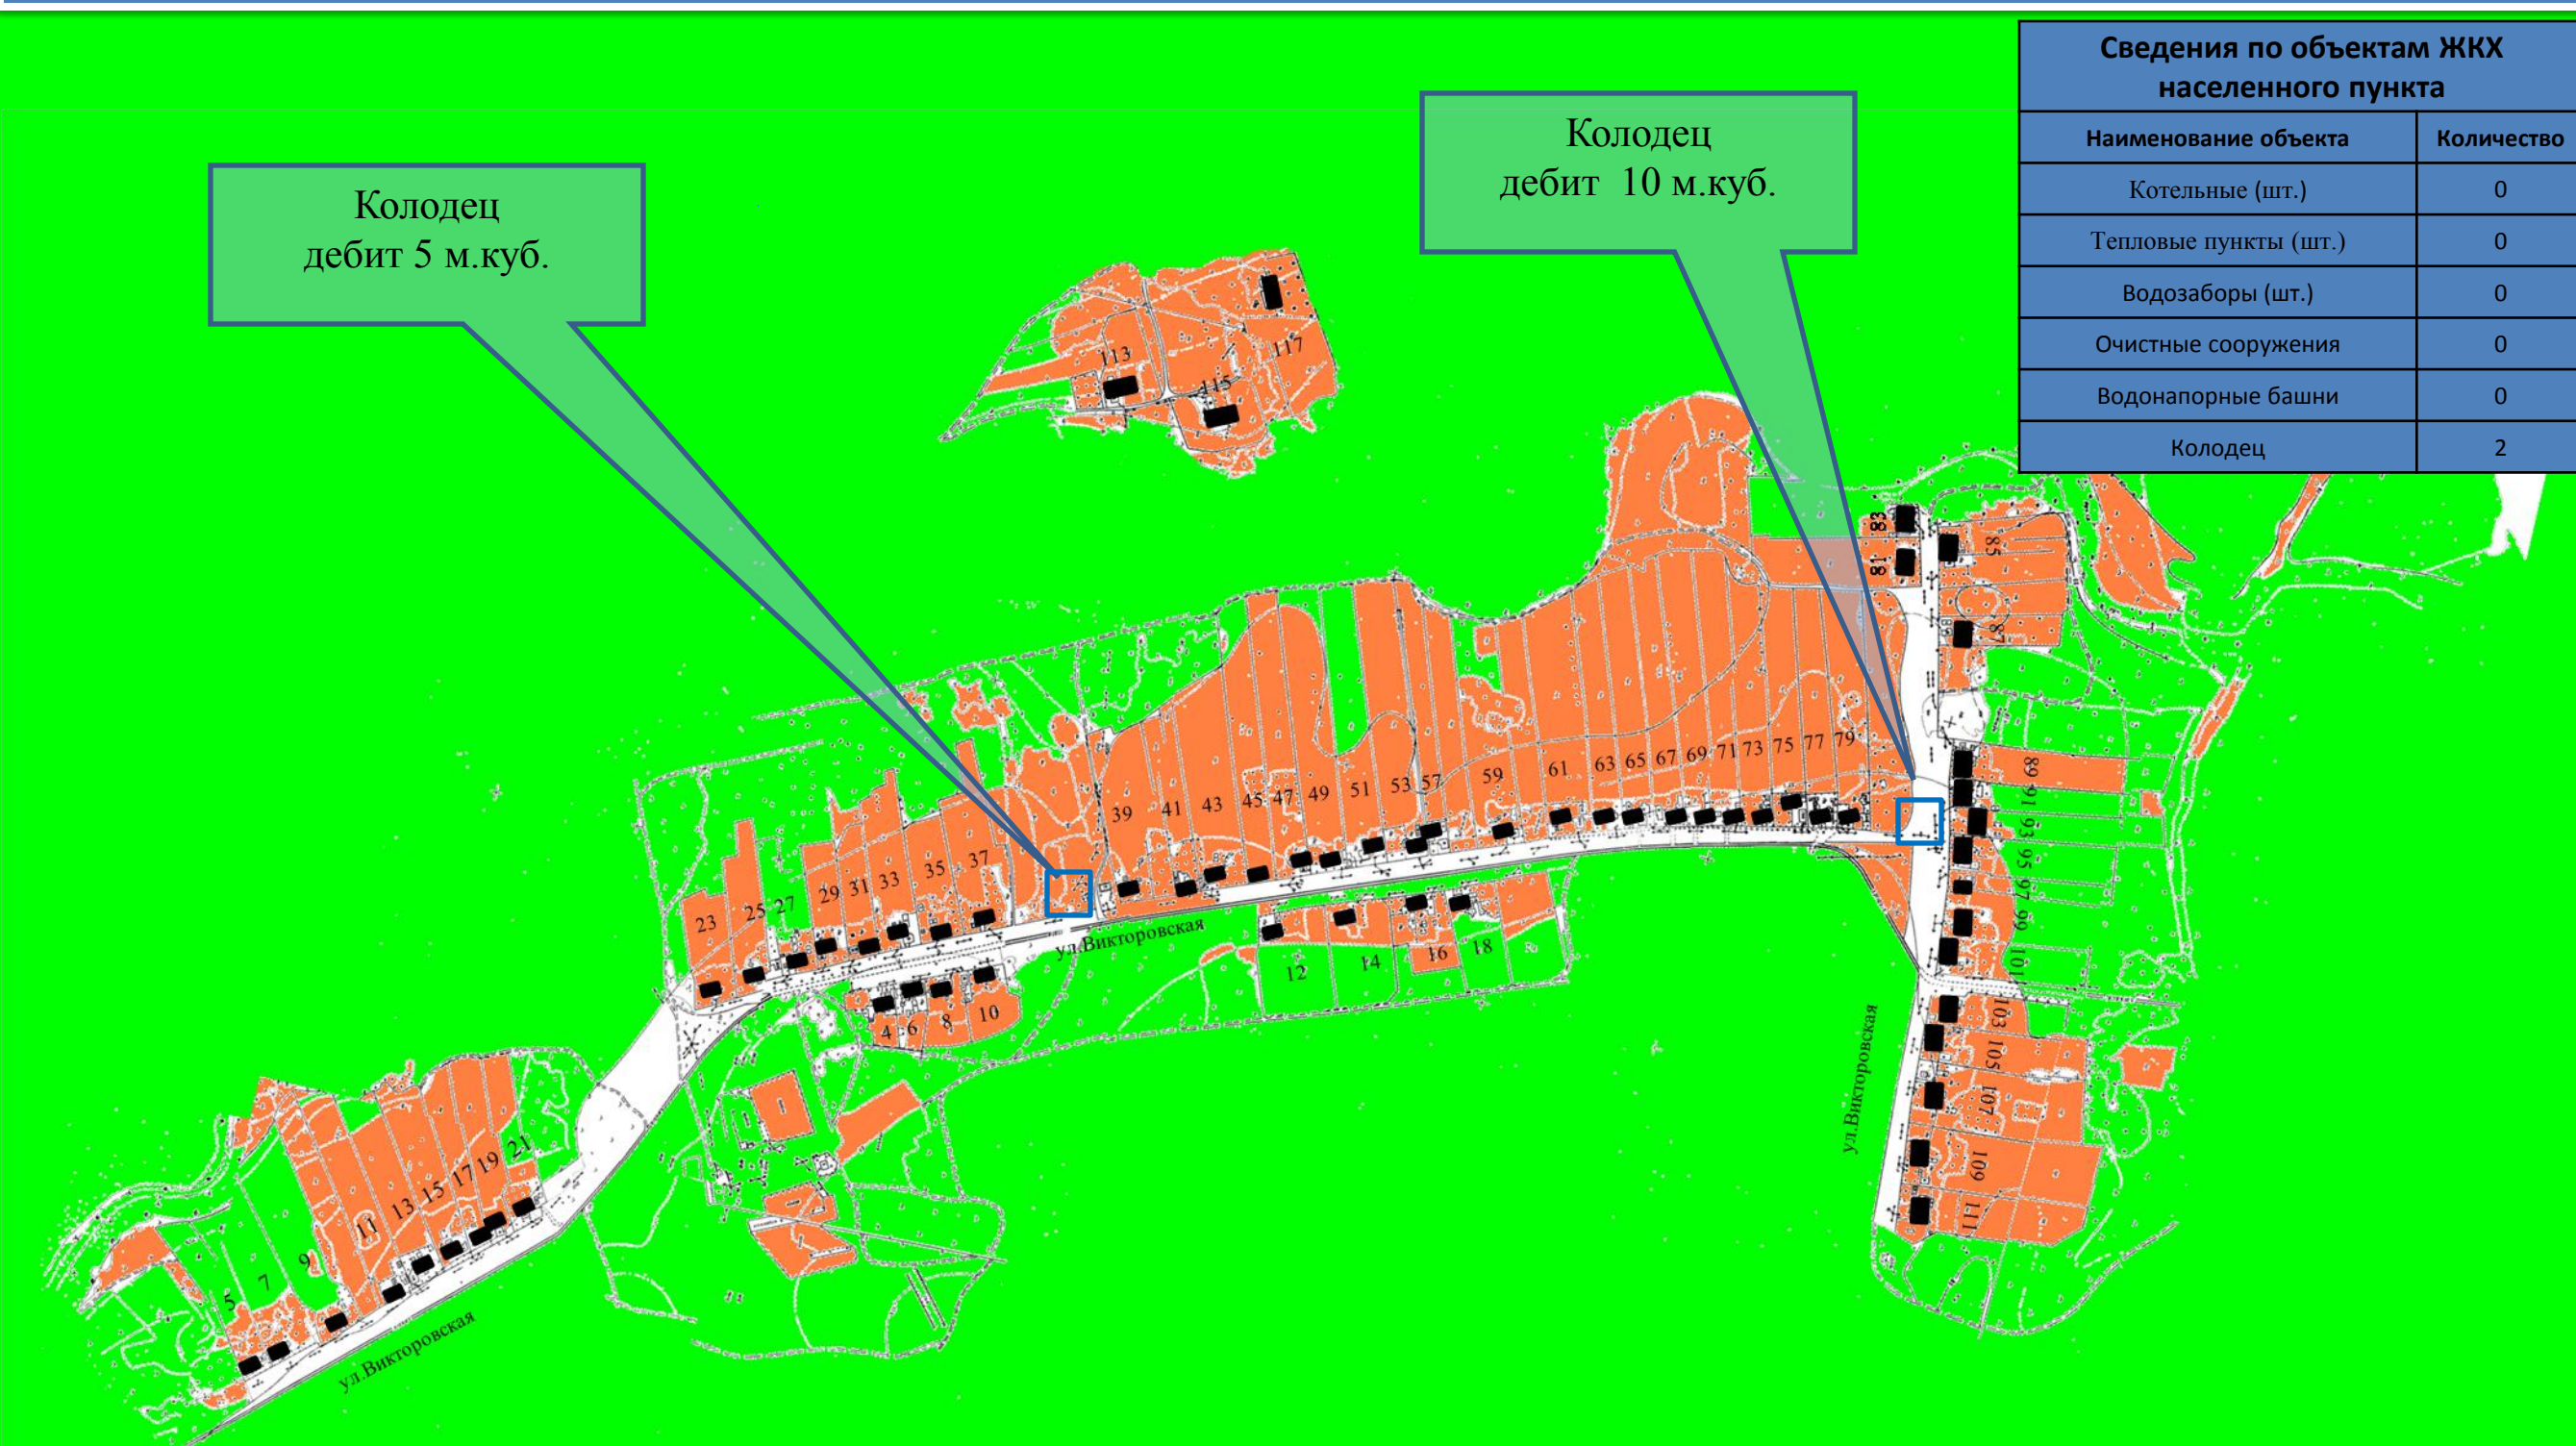 Сведения по объектам ЖКХ
населенного пункта
Наименование объекта Количество
Котельные (шт.) 0
Тепловые пункты (шт.) 0
Водозаборы (шт.) 0
Очистные сооружения 0
Водонапорные башни 0
Колодец 2
Колодец
дебит 10 м.куб.
Колодец
дебит 5 м.куб.
113
115
117
83
81
85
87
39 41 43 45 47 49 51 53 57 59 61 63 65 67 69 71 73 75 77 79
89
91
93
95
97
99
101
23 25 27 29 31 33 35 37
ул.Викторовская
12 14 16 18
4 6 8 10
103
105
107
109
111
ул.Викторовская
5 7 9 11 13 15 17 19 21
ул.Викторовская